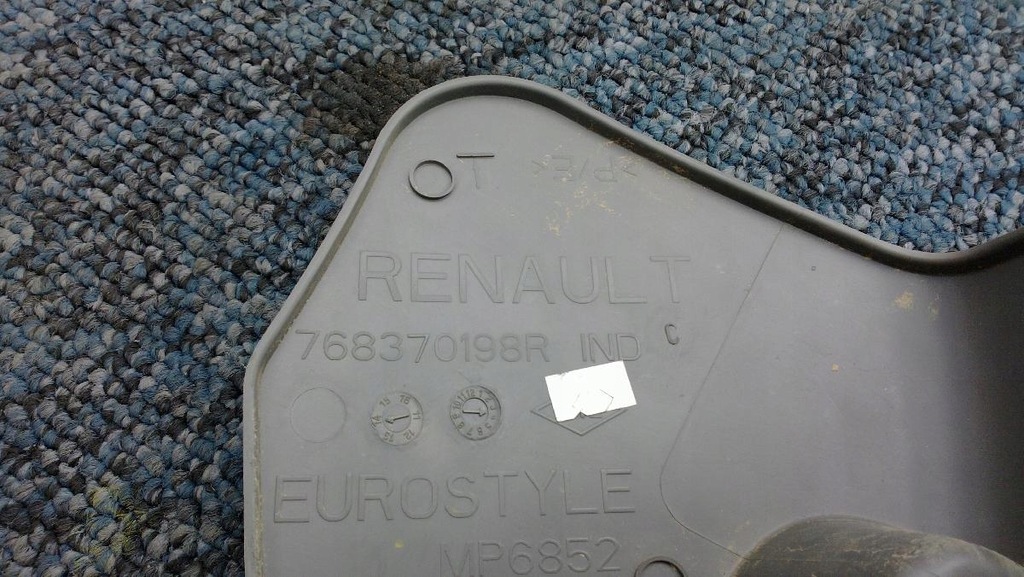 T >P/E<
RENAULT
768370198R IND C
EUROSTYLE
MP6852